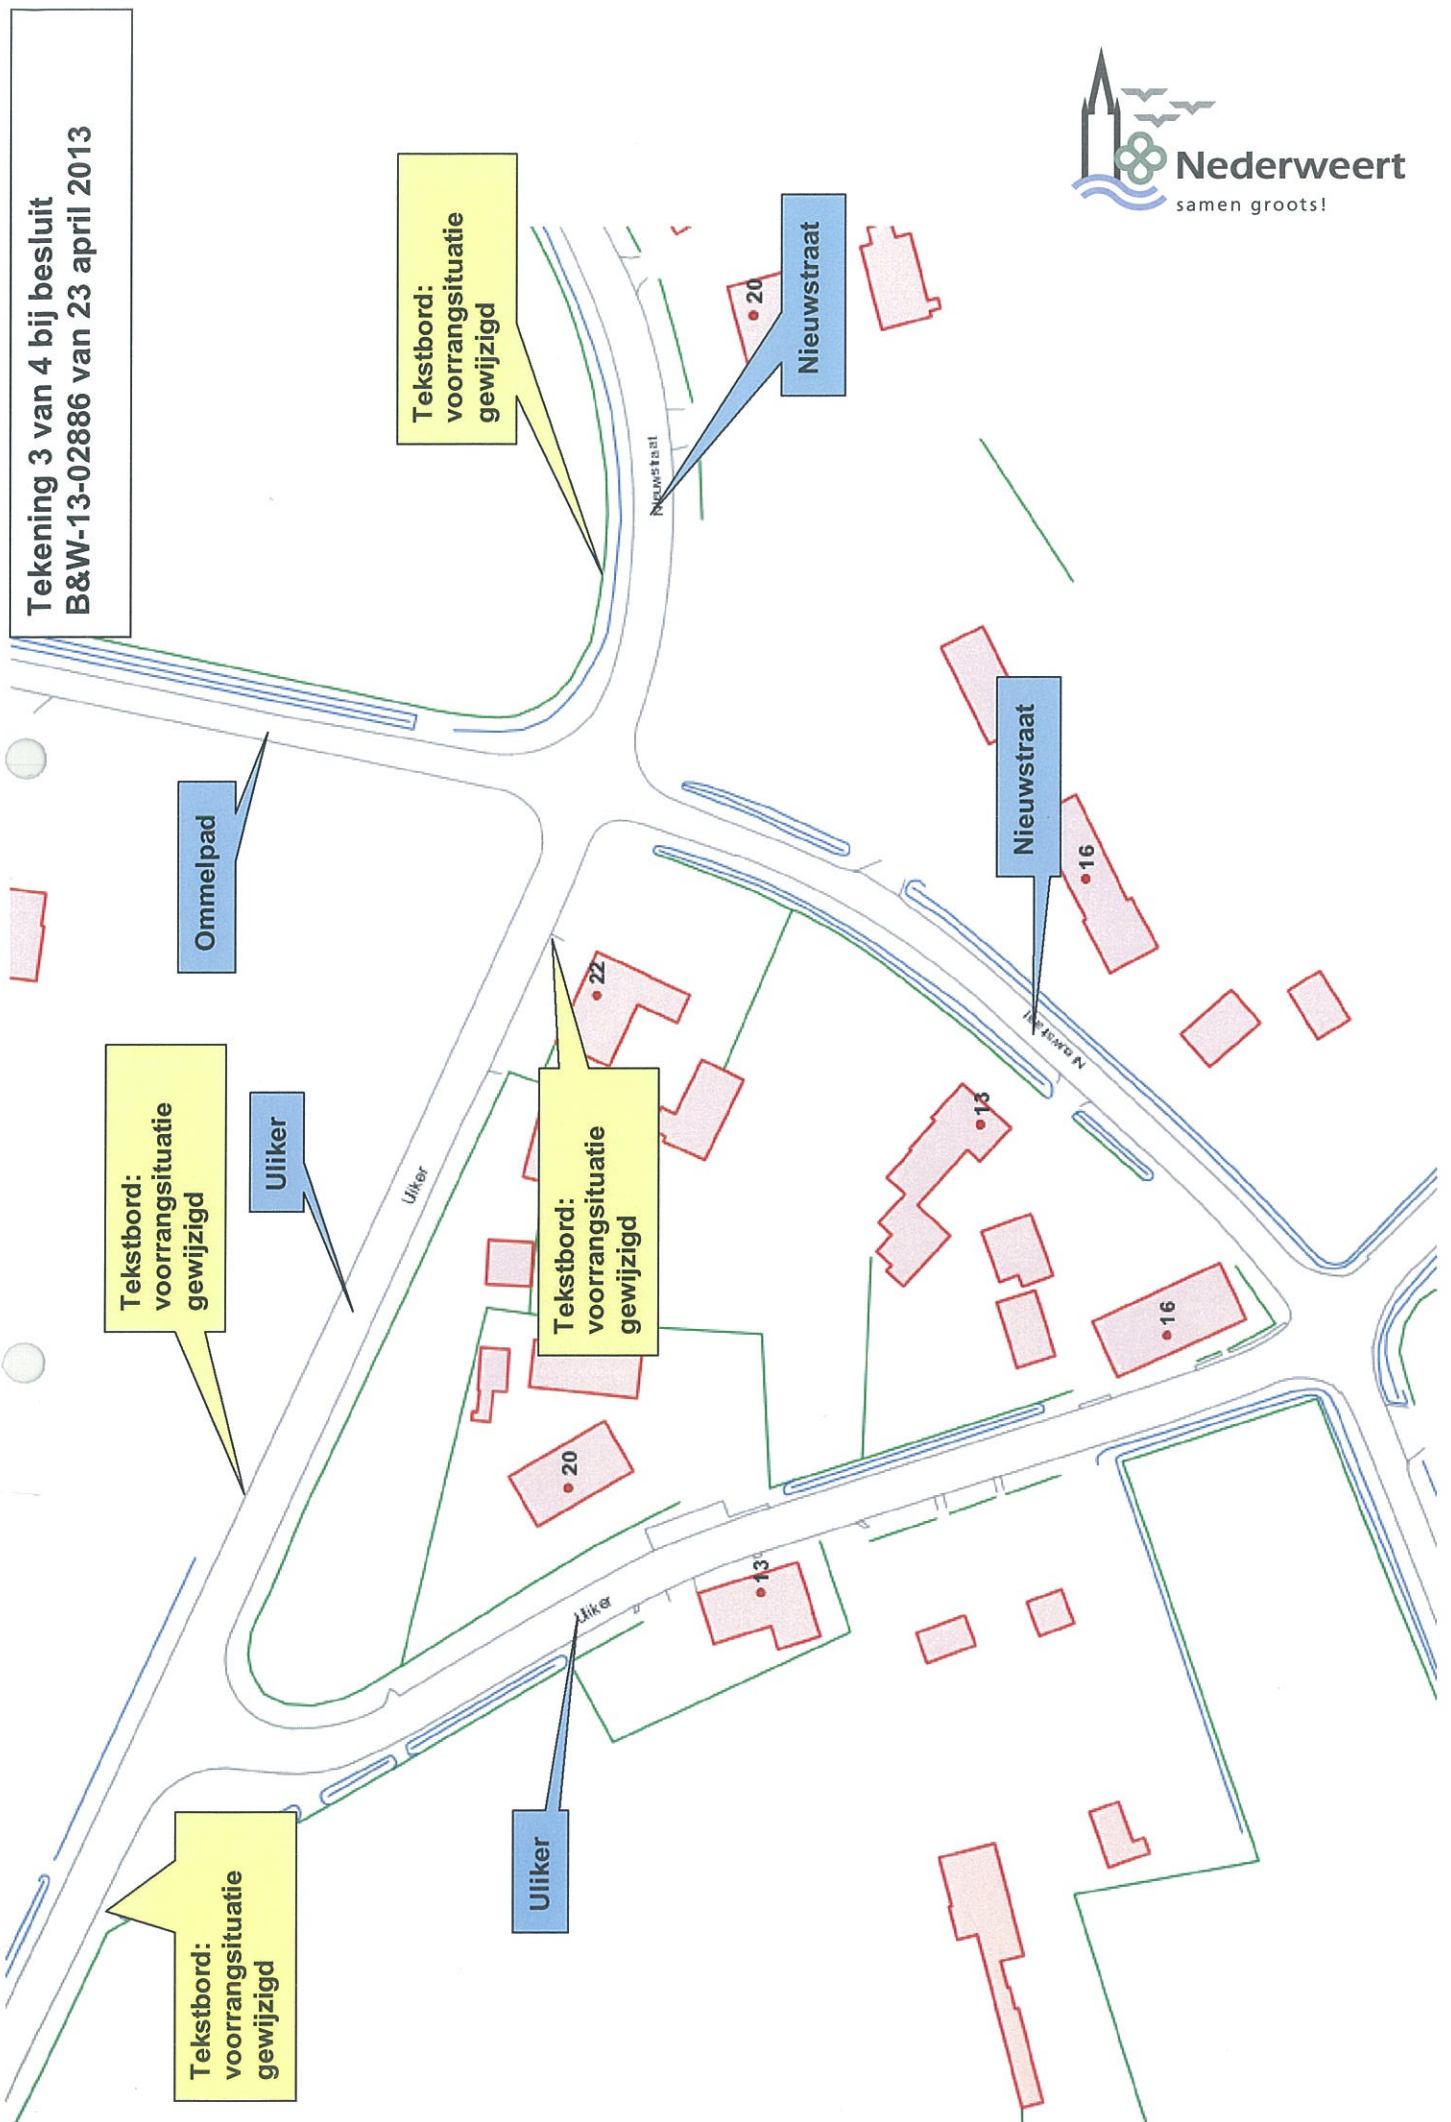 Tekening 3 van 4 bij besluit
B&W-13-02886 van 23 april 2013
Nederweert
samen groots!
Tekstbord:
voorrangsituatie
gewijzigd
Nieuwstraat
20
Nieuwstraat
Ommelpad
Nieuwstraat
16
22
Nieuwstraat
Tekstbord:
voorrangsituatie
gewijzigd
Uliker
Uliker
Tekstbord:
voorrangsituatie
gewijzigd
13
16
20
13
Uliker
Uliker
Tekstbord:
voorrangsituatie
gewijzigd